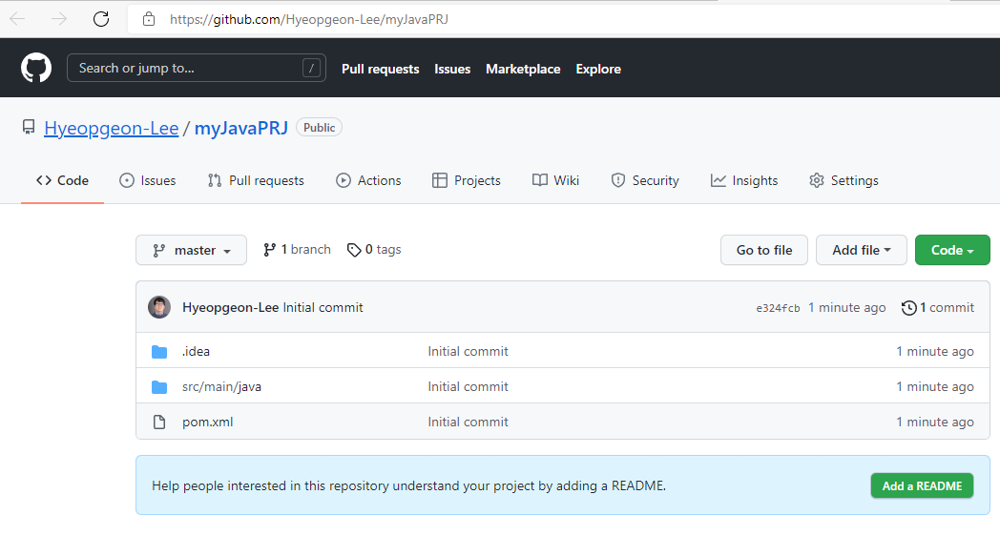 https://github.com/Hyeopgeon-Lee/myJavaPRJ
Search or jump to... / Pull requests Issues Marketplace Explore
Hyeopgeon-Lee / myJavaPRJ Public
Code Issues Pull requests Actions Projects Wiki Security Insights Settings
master 1 branch 0 tags Go to file Add file Code
Hyeopgeon-Lee Initial commit e324fcb 1 minute ago 1 commit
.idea Initial commit 1 minute ago
src/main/java Initial commit 1 minute ago
pom.xml Initial commit 1 minute ago
Help people interested in this repository understand your project by adding a README. Add a README